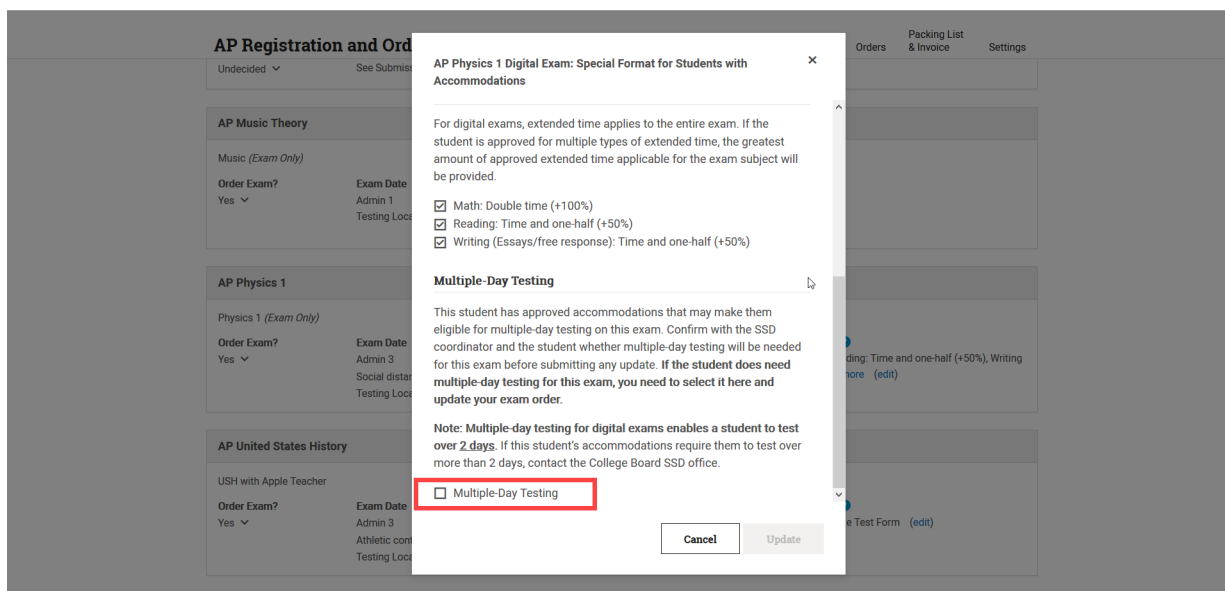 AP Registration and Ord
Orders
Packing List
& Invoice
Settings
Undecided
See Submiss
AP Music Theory
Music (Exam Only)
Order Exam?
Exam Date
Yes
Admin 1
Testing Loca
AP Physics 1
Physics 1 (Exam Only)
Order Exam?
Exam Date
Yes
Admin 3
Social distan
Testing Loca
ding: Time and one-half (+50%), Writing
more (edit)
AP United States History
USH with Apple Teacher
Order Exam?
Exam Date
Yes
Admin 3
Athletic cont
Testing Loca
e Test Form (edit)
AP Physics 1 Digital Exam: Special Format for Students with
Accommodations
For digital exams, extended time applies to the entire exam. If the
student is approved for multiple types of extended time, the greatest
amount of approved extended time applicable for the exam subject will
be provided.
Math: Double time (+100%)
Reading: Time and one-half (+50%)
Writing (Essays/free response): Time and one-half (+50%)
Multiple-Day Testing
This student has approved accommodations that may make them
eligible for multiple-day testing on this exam. Confirm with the SSD
coordinator and the student whether multiple-day testing will be needed
for this exam before submitting any update. If the student does need
multiple-day testing for this exam, you need to select it here and
update your exam order.
Note: Multiple-day testing for digital exams enables a student to test
over 2 days. If this student's accommodations require them to test over
more than 2 days, contact the College Board SSD office.
Multiple-Day Testing
Cancel
Update